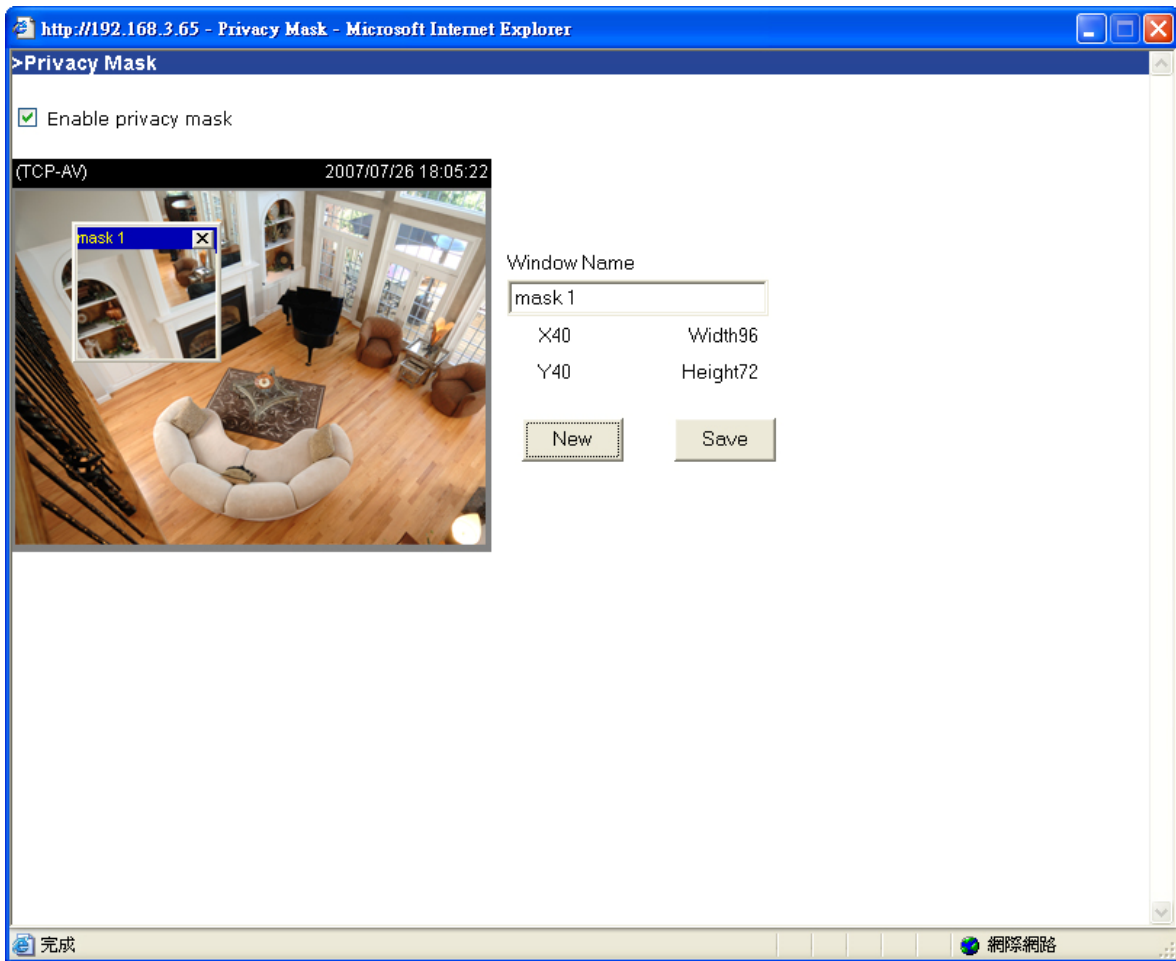 http://192.168.3.65 - Privacy Mask - Microsoft Internet Explorer
>Privacy Mask
Enable privacy mask
(TCP-AV) 2007/07/26 18:05:22
mask 1
Window Name
mask 1
X40 Width96
Y40 Height72
New Save
完成 網際網路